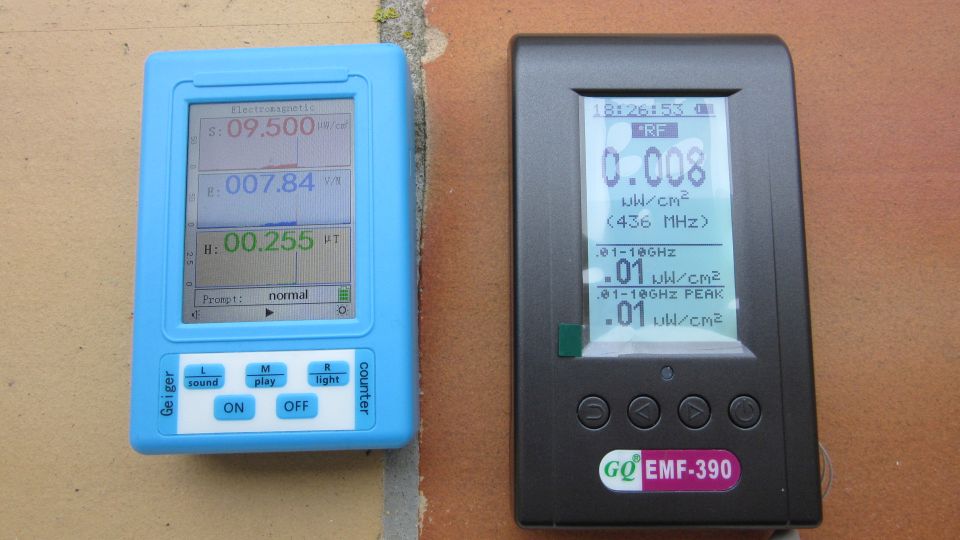 Electromagnetic
S: 09.500 μW/cm²
E: 007.84 V/M
H: 00.255 μT
Prompt: normal
L
sound
M
play
R
light
Geiger
counter
ON
OFF
18:26:53
RF
0.008
uW/cm²
(436 MHz)
.01-10GHz
.01 uW/cm²
.01-10GHz PEAK
.01 uW/cm²
GQ® EMF-390